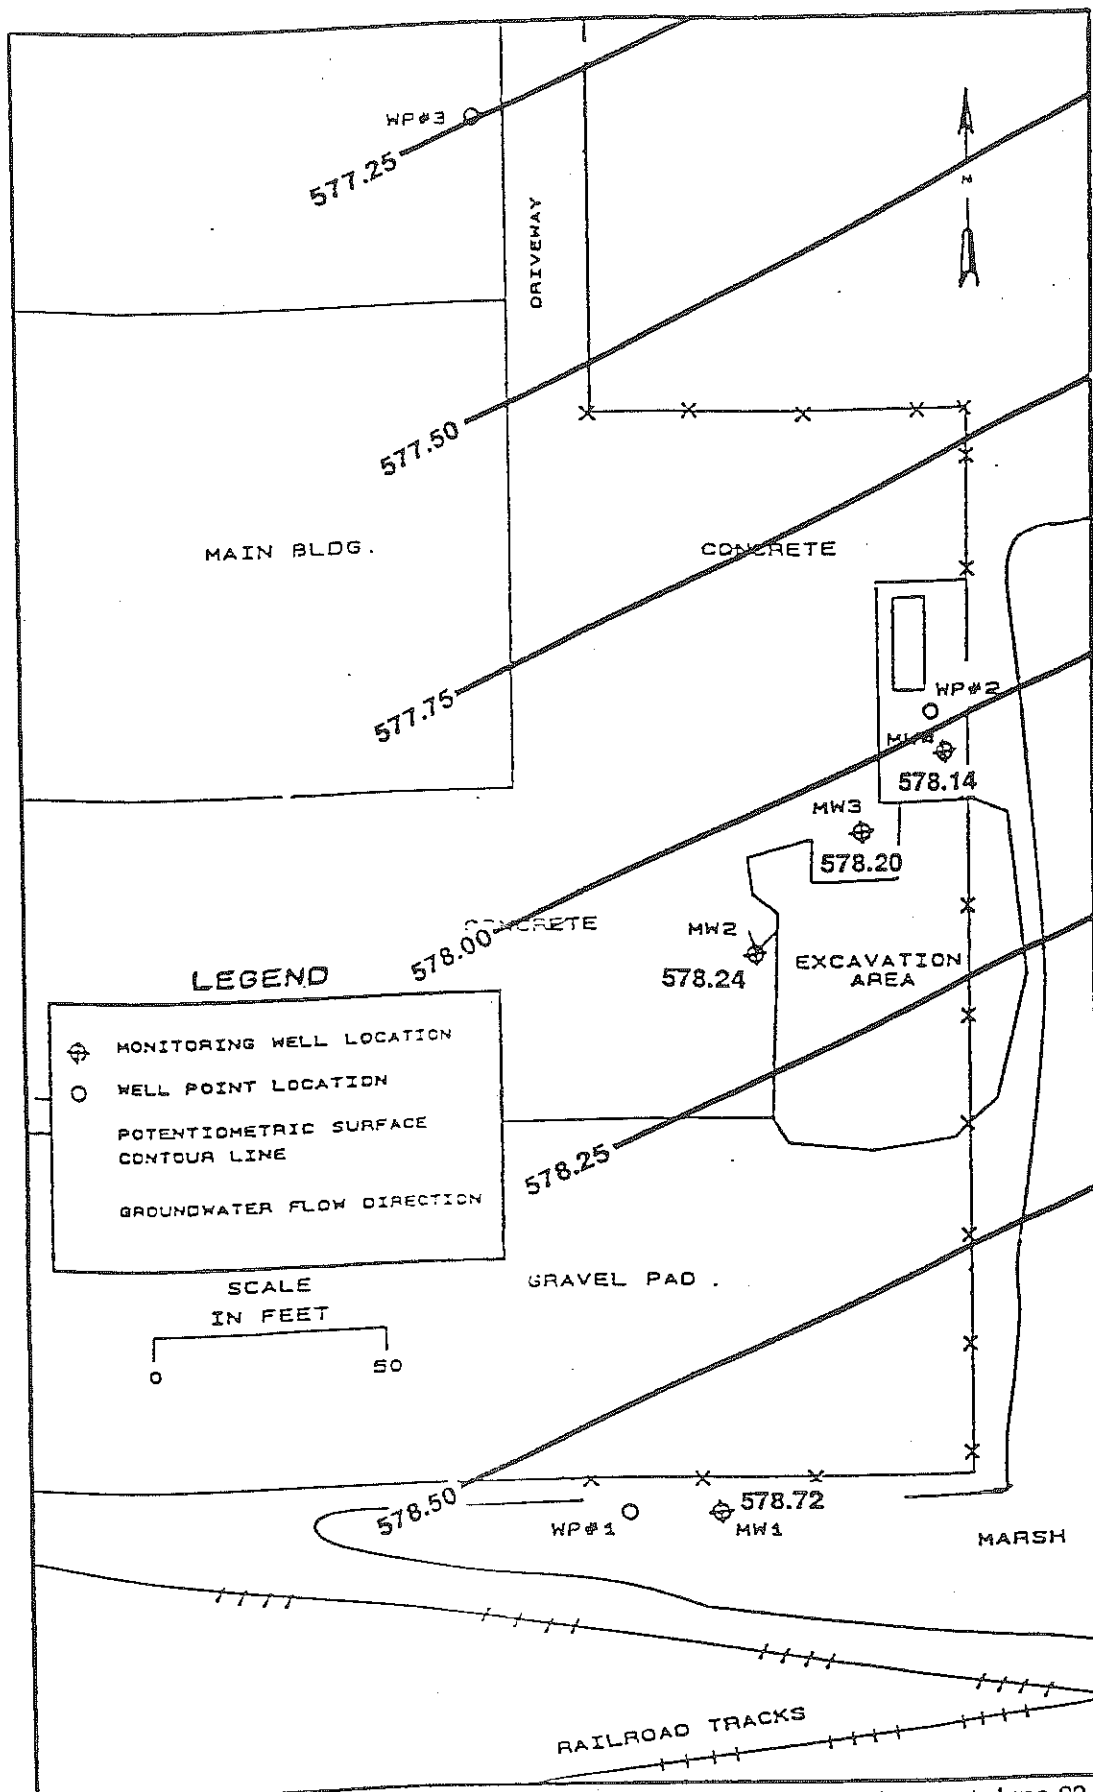 WP#3
577.25
N
DRIVEWAY
577.50
MAIN BLDG.
CONCRETE
577.75
WP#2
578.14
MW3
578.20
CONCRETE
578.00
MW2
578.24
EXCAVATION
AREA
LEGEND
MONITORING WELL LOCATION
WELL POINT LOCATION
POTENTIOMETRIC SURFACE
CONTOUR LINE
GROUNDWATER FLOW DIRECTION
578.25
SCALE
IN FEET
0 50
GRAVEL PAD .
578.50
WP#1
578.72
MW1
MARSH
RAILROAD TRACKS